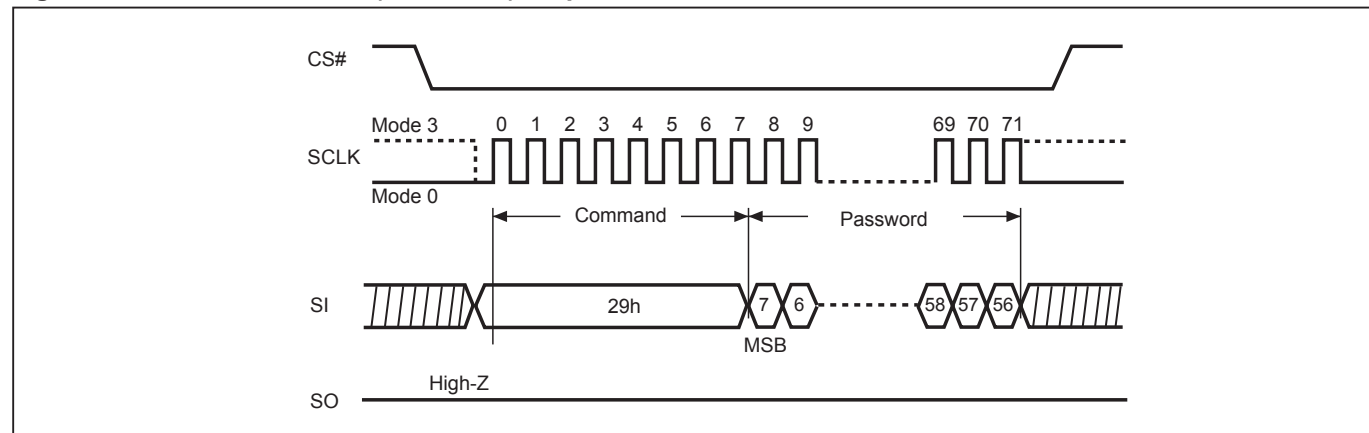 CS#
Mode 3
0 1 2 3 4 5 6 7 8 9 69 70 71
SCLK
Mode 0
Command Password
SI 29h 7 6 58 57 56
MSB
High-Z
SO